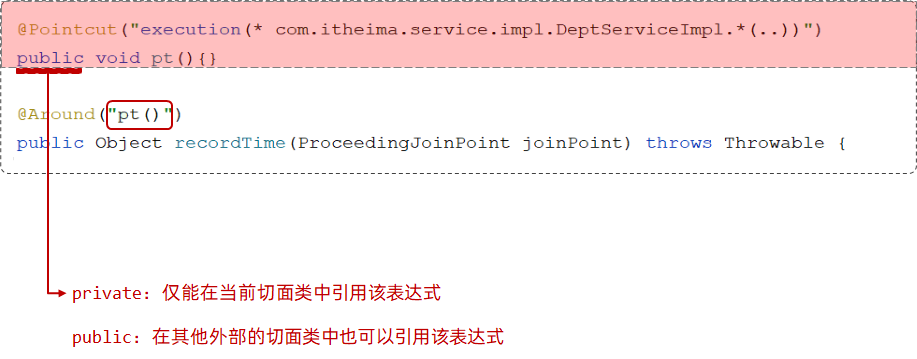 @Pointcut("execution(* com.itheima.service.impl.DeptServiceImpl.*(..))")
public void pt(){}
@Around("pt()")
public Object recordTime(ProceedingJoinPoint joinPoint) throws Throwable {
private：仅能在当前切面类中引用该表达式
public：在其他外部的切面类中也可以引用该表达式